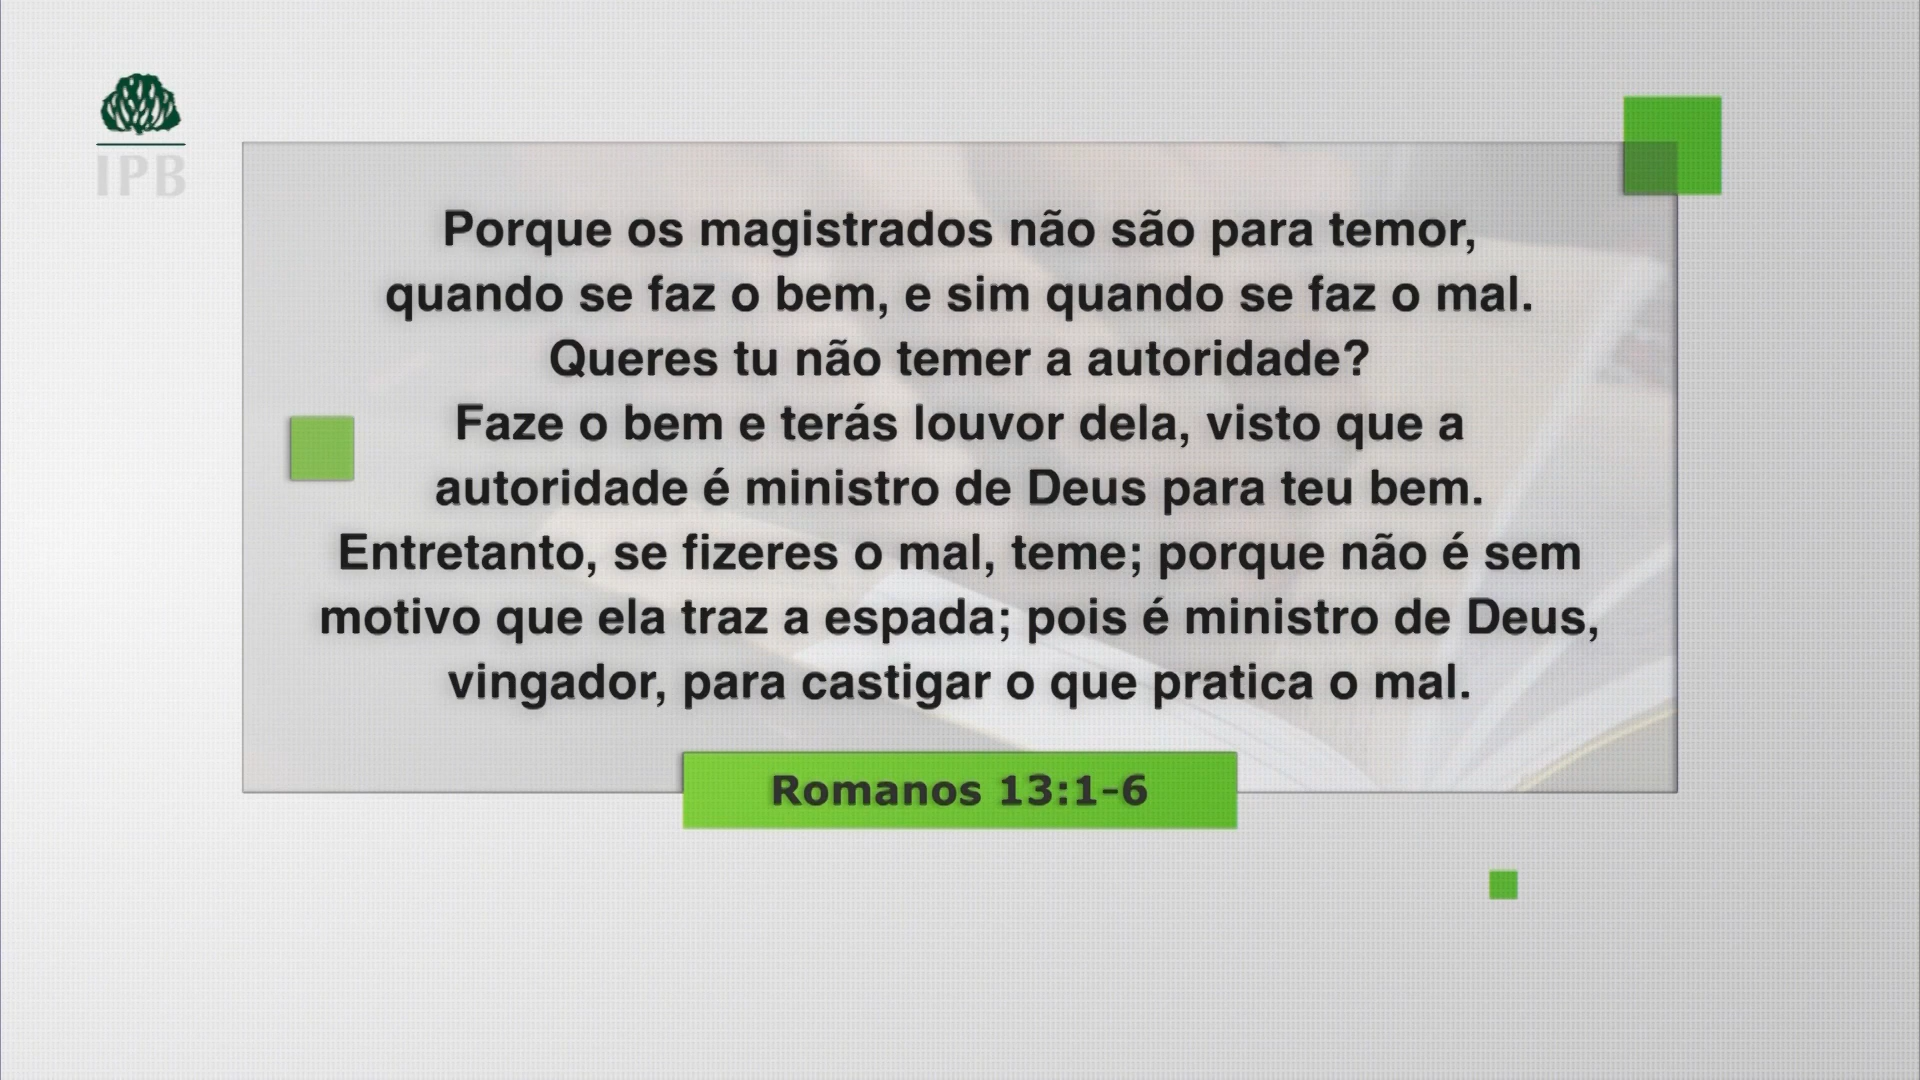 IPB
Porque os magistrados não são para temor,
quando se faz o bem, e sim quando se faz o mal.
Queres tu não temer a autoridade?
Faze o bem e terás louvor dela, visto que a
autoridade é ministro de Deus para teu bem.
Entretanto, se fizeres o mal, teme; porque não é sem
motivo que ela traz a espada; pois é ministro de Deus,
vingador, para castigar o que pratica o mal.
Romanos 13:1-6